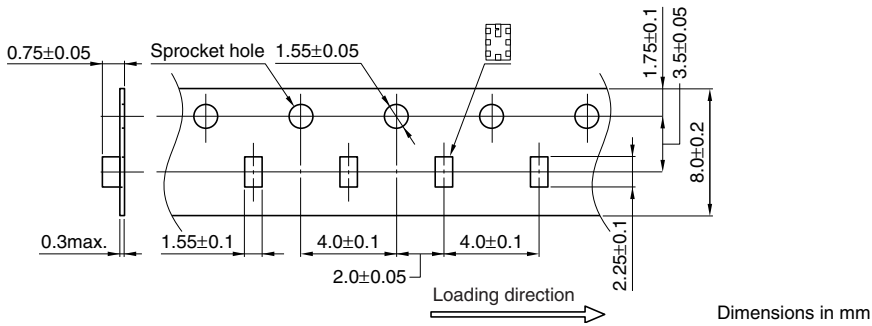 0.75±0.05
Sprocket hole
1.55±0.05
1.75±0.1
3.5±0.05
8.0±0.2
0.3max.
1.55±0.1
4.0±0.1
4.0±0.1
2.25±0.1
2.0±0.05
Loading direction
Dimensions in mm